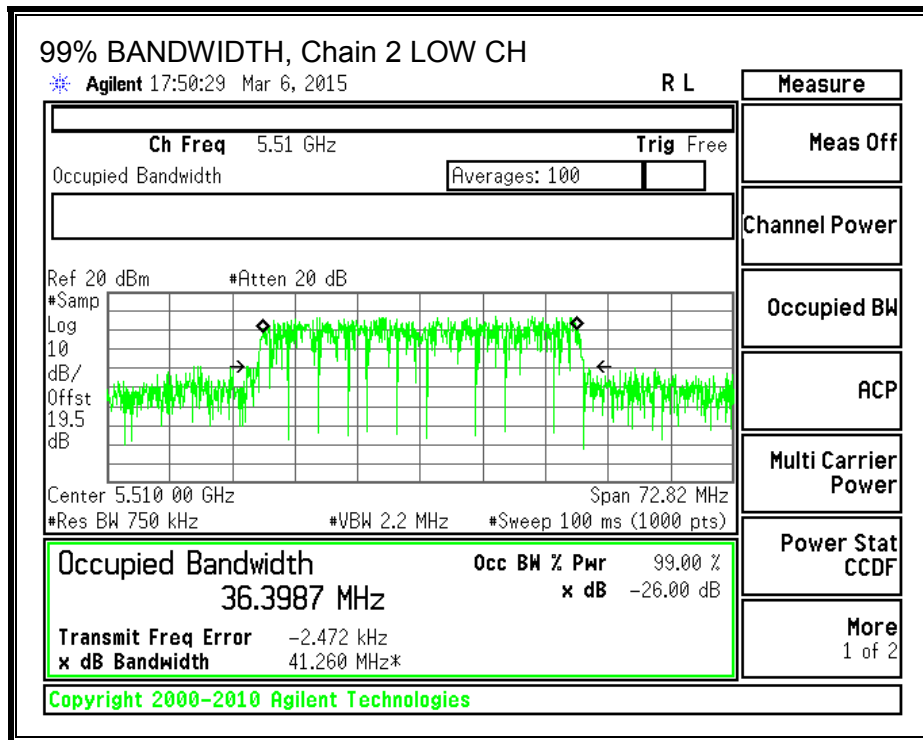 99% BANDWIDTH, Chain 2 LOW CH
Agilent 17:50:29 Mar 6, 2015 R L
Measure
Ch Freq 5.51 GHz Trig Free
Meas Off
Occupied Bandwidth Averages: 100
Channel Power
Ref 20 dBm #Atten 20 dB
#Samp
Log
10
dB/
Offst
19.5
dB
Occupied BW
ACP
Center 5.510 00 GHz Span 72.82 MHz
#Res BW 750 kHz #VBW 2.2 MHz #Sweep 100 ms (1000 pts)
Multi Carrier
Power
Occupied Bandwidth Occ BW % Pwr 99.00 %
36.3987 MHz x dB -26.00 dB
Power Stat
CCDF
Transmit Freq Error -2.472 kHz
x dB Bandwidth 41.260 MHz*
More
1 of 2
Copyright 2000-2010 Agilent Technologies